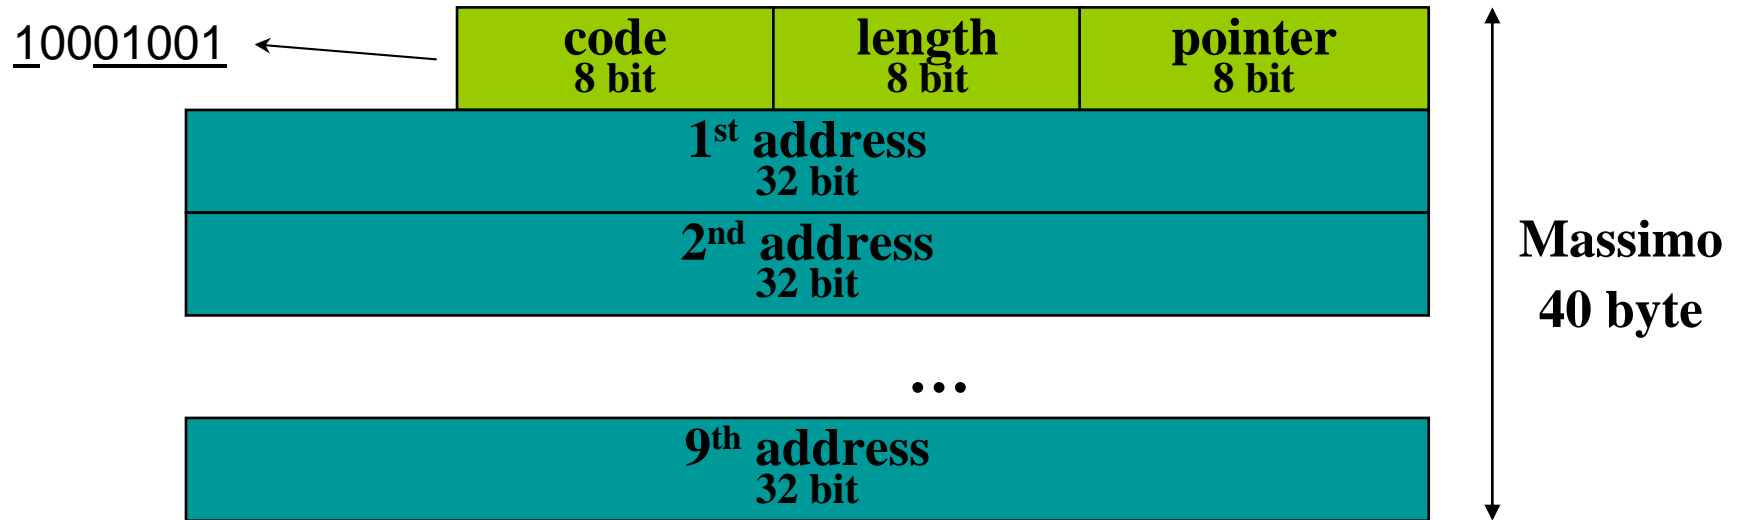 10001001
code length pointer
8 bit 8 bit 8 bit
1st address
32 bit
2nd address
32 bit
Massimo
40 byte
...
9th address
32 bit